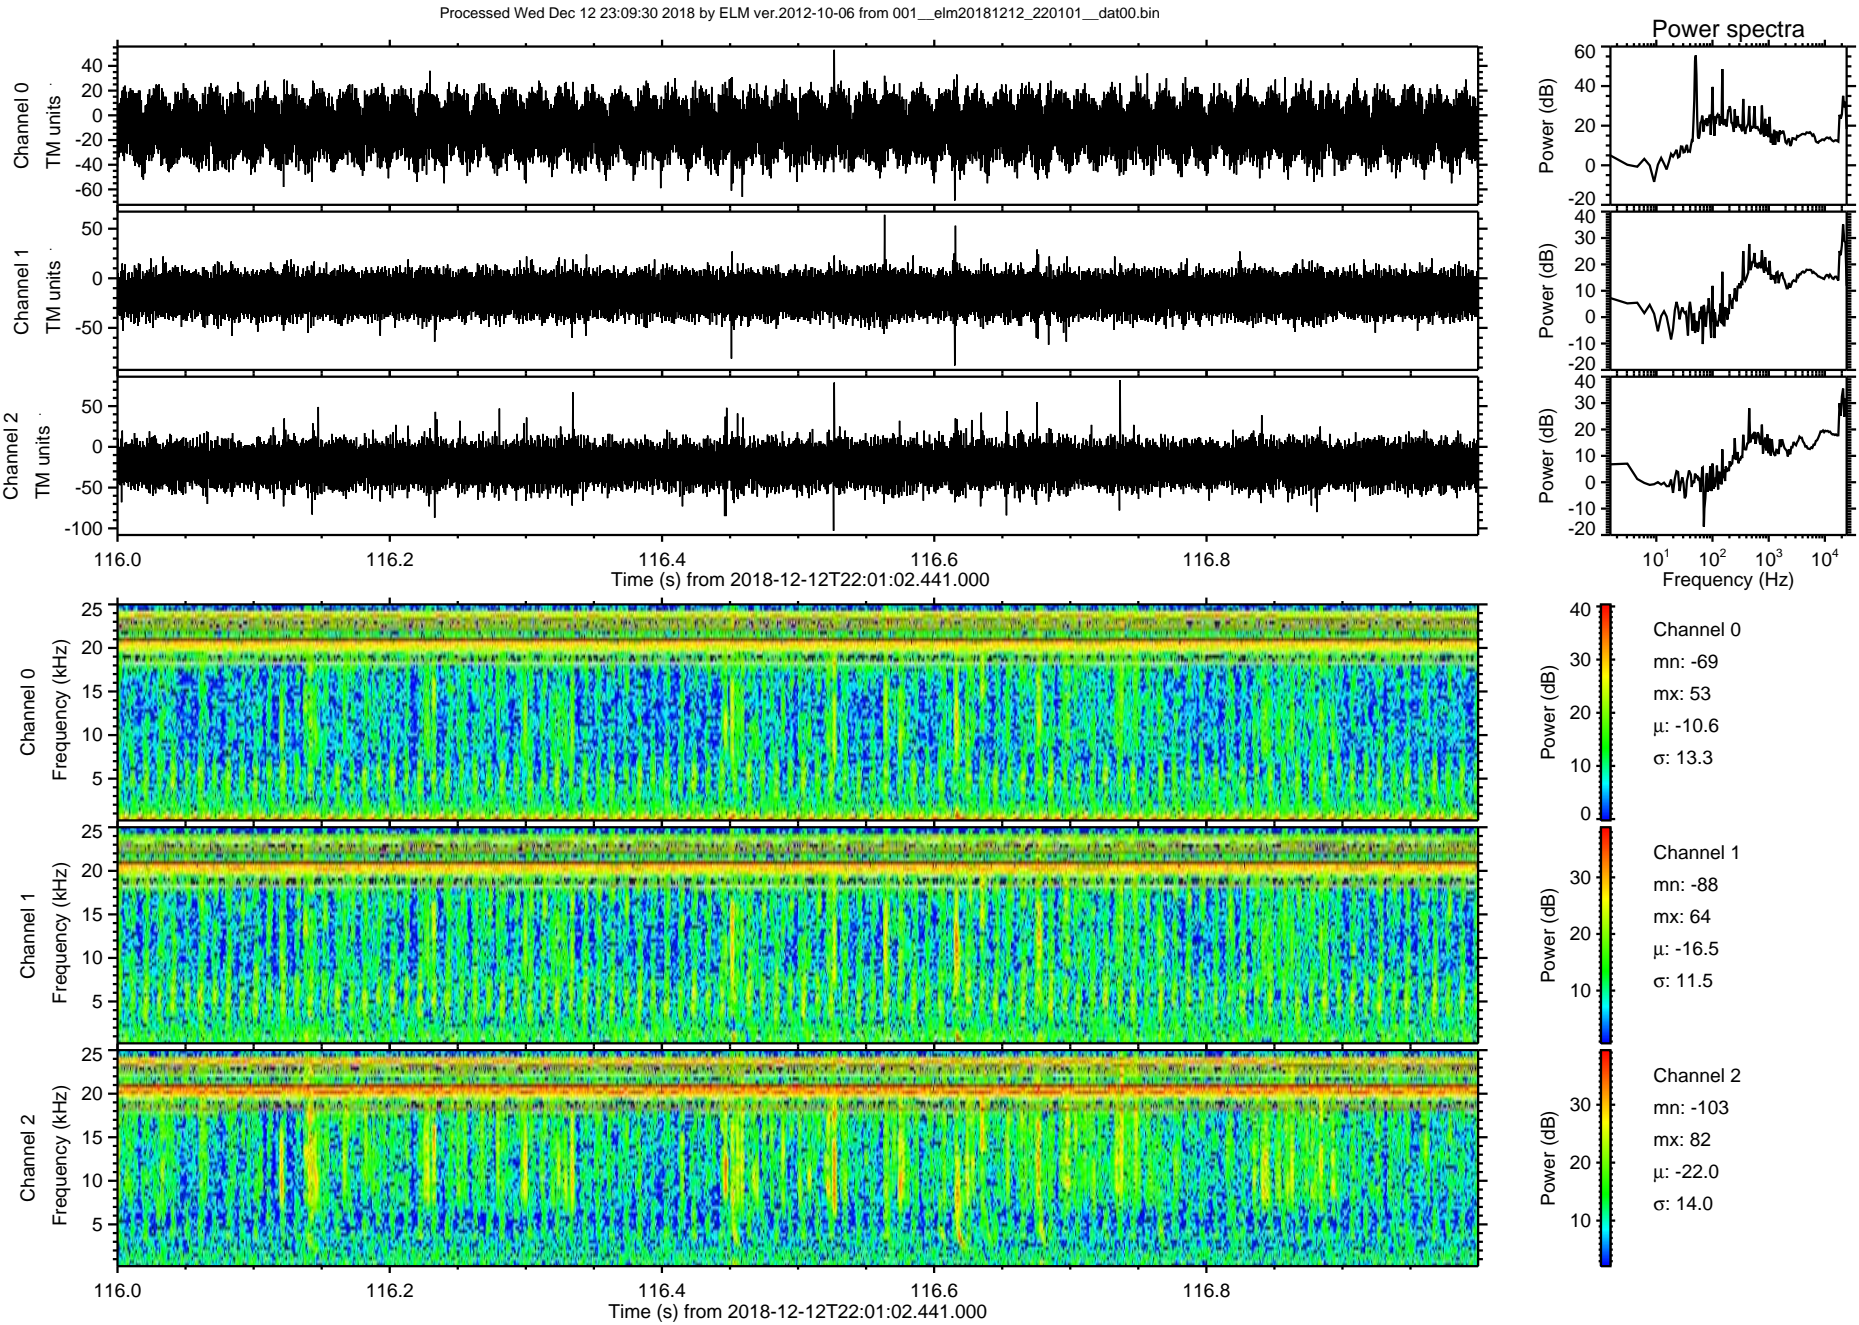 Processed Wed Dec 12 23:09:30 2018 by ELM ver.2012-10-06 from 001__elm20181212_220101__dat00.bin
Power spectra
Channel 0
TM units
40
20
0
-20
-40
-60
Power (dB)
60
40
20
0
-20
Channel 1
TM units
50
0
-50
Power (dB)
40
30
20
10
0
-10
-20
Channel 2
TM units
50
0
-50
-100
Power (dB)
40
30
20
10
0
-10
-20
116.0 116.2 116.4 116.6 116.8
Time (s) from 2018-12-12T22:01:02.441.000
10¹ 10² 10³ 10⁴
Frequency (Hz)
Channel 0
Frequency (kHz)
25
20
15
10
5
Power (dB)
40
30
20
10
0
Channel 0
mn: -69
mx: 53
μ: -10.6
σ: 13.3
Channel 1
Frequency (kHz)
25
20
15
10
5
Power (dB)
30
20
10
Channel 1
mn: -88
mx: 64
μ: -16.5
σ: 11.5
Channel 2
Frequency (kHz)
25
20
15
10
5
Power (dB)
30
20
10
Channel 2
mn: -103
mx: 82
μ: -22.0
σ: 14.0
116.0 116.2 116.4 116.6 116.8
Time (s) from 2018-12-12T22:01:02.441.000